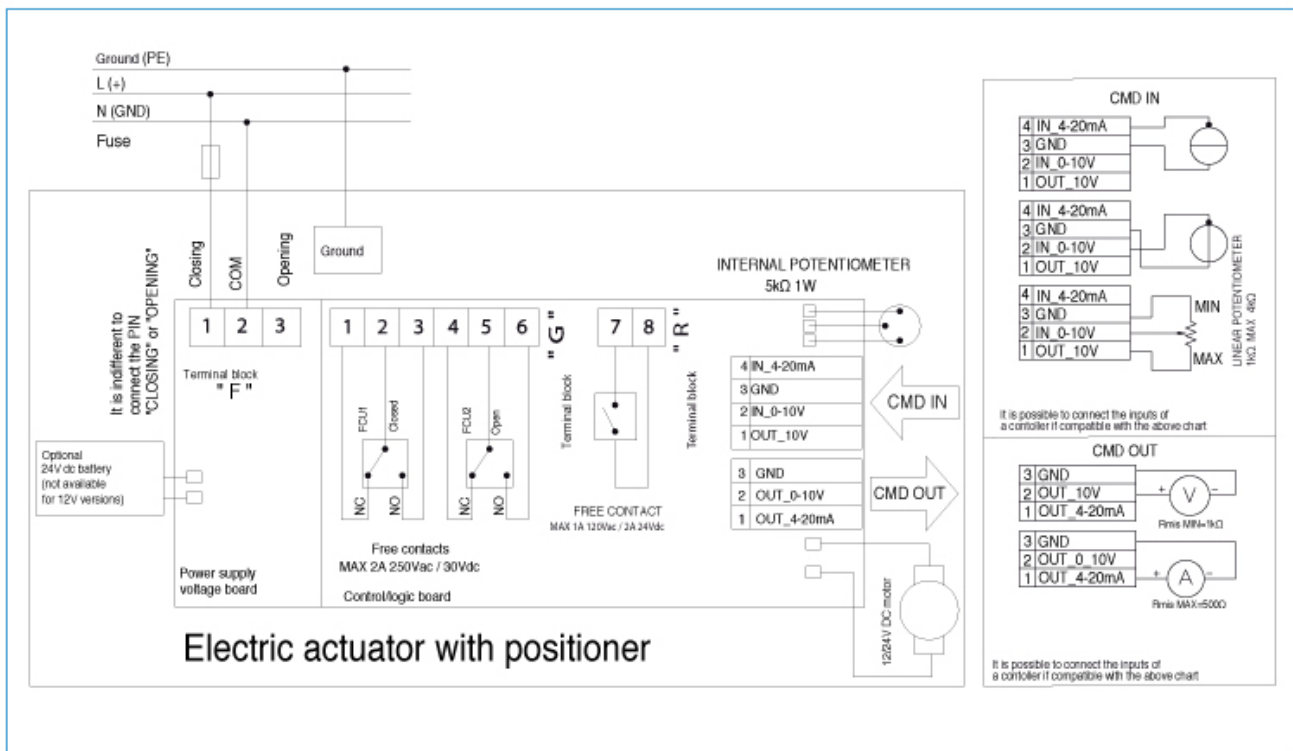 Ground (PE)
L (+)
N (GND)
Fuse
It is indifferent to
connect the PIN
"CLOSING" or "OPENING"
Closing
COM
Opening
Ground
1 2 3
Terminal block
" F "
1 2 3 4 5 6
" G "
Terminal block
7 8
" R "
Terminal block
FCU1
Closed
NC
NO
FCU2
Open
NC
NO
Free contacts
MAX 2A 250Vac / 30Vdc
FREE CONTACT
MAX 1A 120Vac / 2A 24Vdc
Optional
24V dc battery
(not available
for 12V versions)
Power supply
voltage board
Control/logic board
INTERNAL POTENTIOMETER
5kΩ 1W
4 IN_4-20mA
3 GND
2 IN_0-10V
1 OUT_10V
CMD IN
3 GND
2 OUT_0-10V
1 OUT_4-20mA
CMD OUT
12/24V DC motor
Electric actuator with positioner
CMD IN
4 IN_4-20mA
3 GND
2 IN_0-10V
1 OUT_10V
4 IN_4-20mA
3 GND
2 IN_0-10V
1 OUT_10V
4 IN_4-20mA
3 GND
2 IN_0-10V
1 OUT_10V
MIN
MAX
LINEAR POTENTIOMETER
1kΩ MAX 4kΩ
It is possible to connect the inputs of
a contoller if compatible with the above chart
CMD OUT
3 GND
2 OUT_10V
1 OUT_4-20mA
+ V -
Rmis MIN=1kΩ
3 GND
2 OUT_0_10V
1 OUT_4-20mA
+ A -
Rmis MAX=500Ω
It is possible to connect the inputs of
a contoller if compatible with the above chart